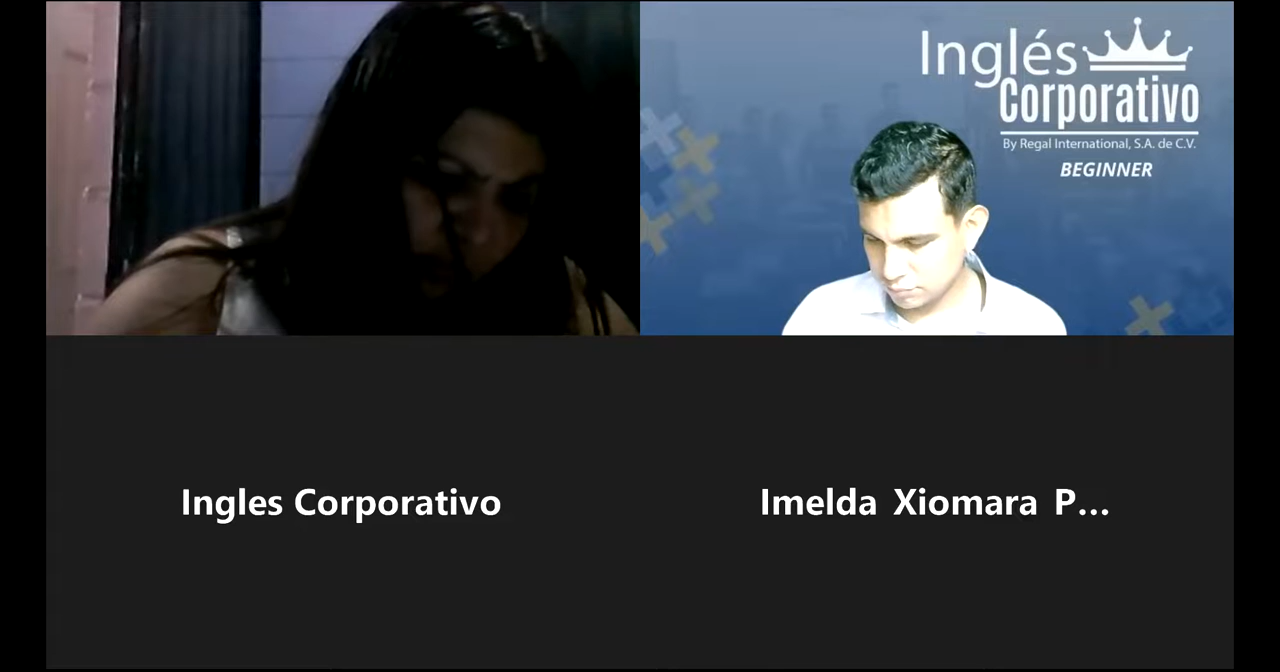 Inglés
Corporativo
By Regal International, S.A. de C.V.
BEGINNER
Ingles Corporativo
Imelda Xiomara P...